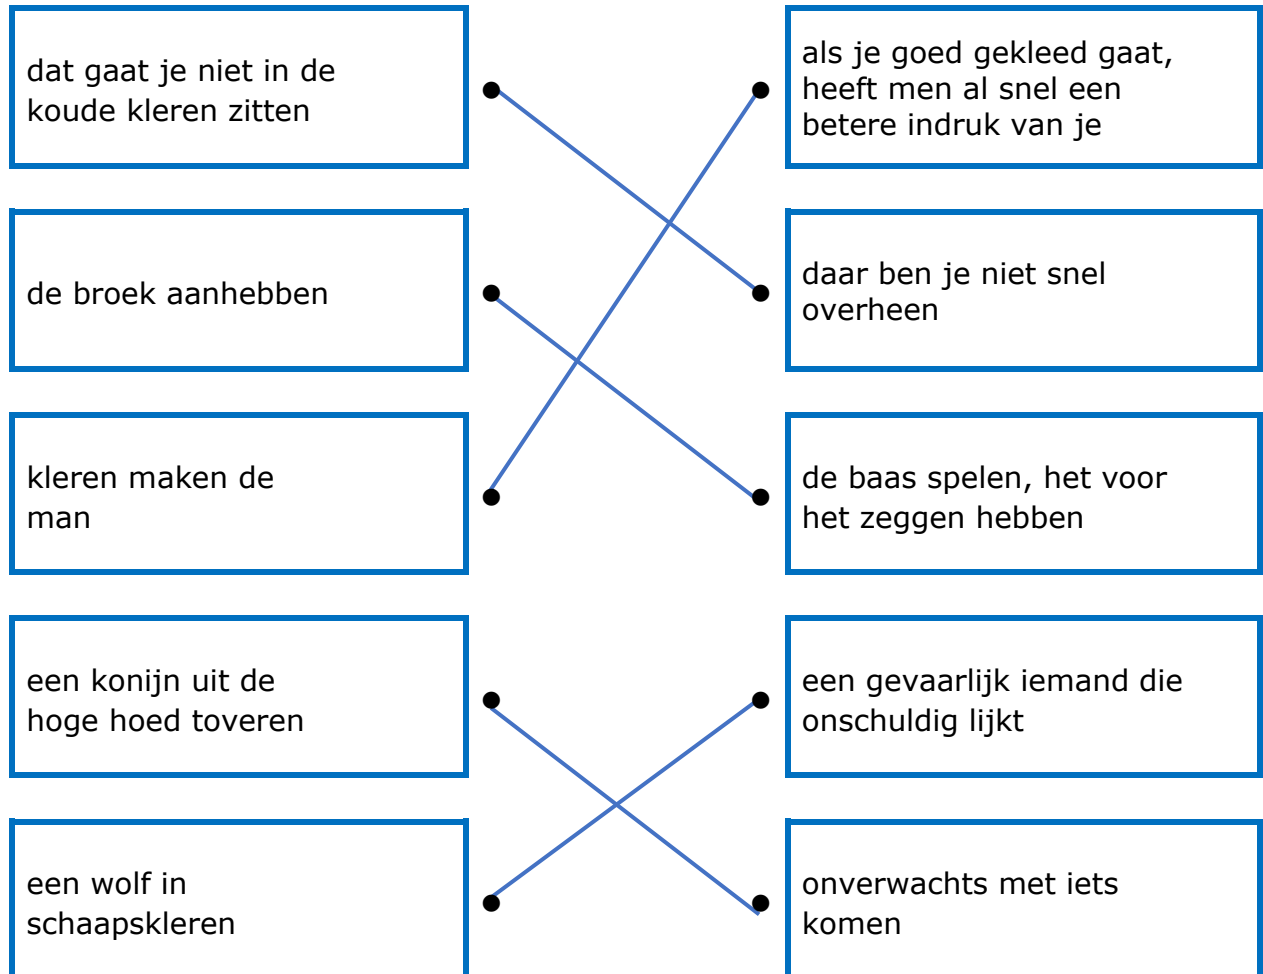 dat gaat je niet in de
koude kleren zitten
als je goed gekleed gaat,
heeft men al snel een
betere indruk van je
de broek aanhebben
daar ben je niet snel
overheen
kleren maken de
man
de baas spelen, het voor
het zeggen hebben
een konijn uit de
hoge hoed toveren
een gevaarlijk iemand die
onschuldig lijkt
een wolf in
schaapskleren
onverwachts met iets
komen